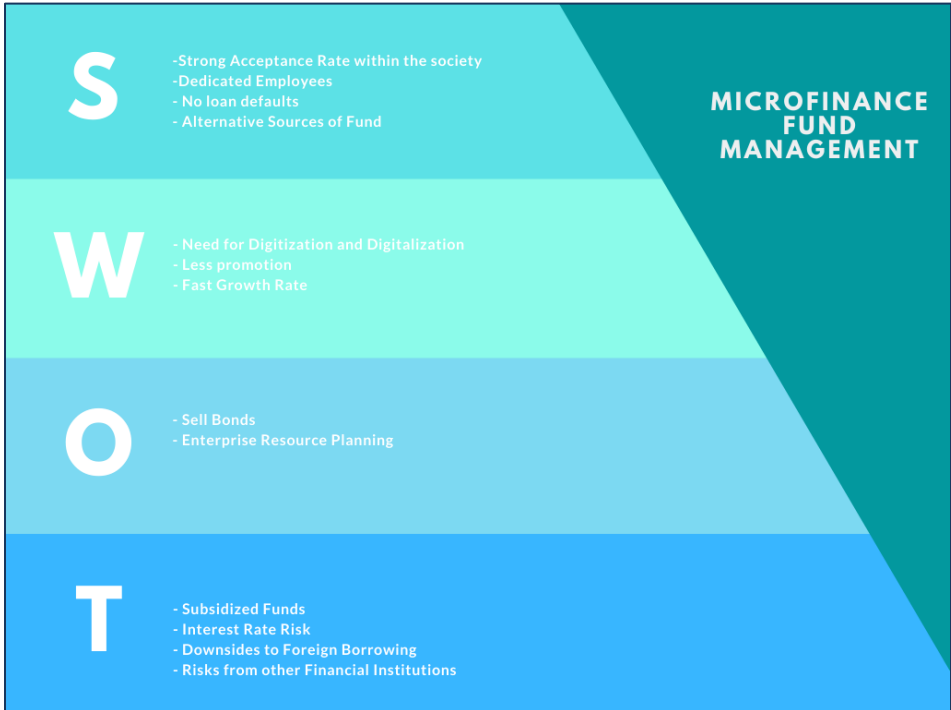 S
-Strong Acceptance Rate within the society
-Dedicated Employees
- No loan defaults
- Alternative Sources of Fund
MICROFINANCE
FUND
MANAGEMENT
W
- Need for Digitization and Digitalization
- Less promotion
- Fast Growth Rate
O
- Sell Bonds
- Enterprise Resource Planning
T
- Subsidized Funds
- Interest Rate Risk
- Downsides to Foreign Borrowing
- Risks from other Financial Institutions